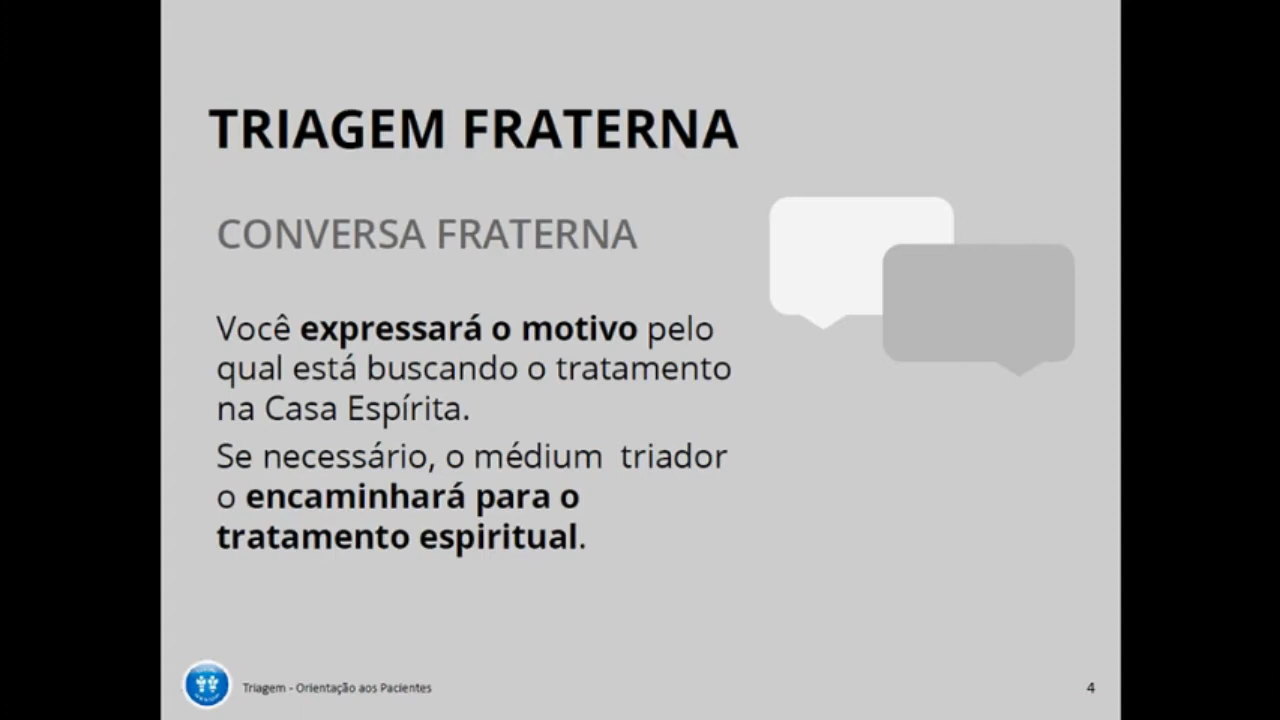 TRIAGEM FRATERNA
CONVERSA FRATERNA
Você expressará o motivo pelo
qual está buscando o tratamento
na Casa Espírita.
Se necessário, o médium triador
o encaminhará para o
tratamento espiritual.
Triagem - Orientação aos Pacientes
4